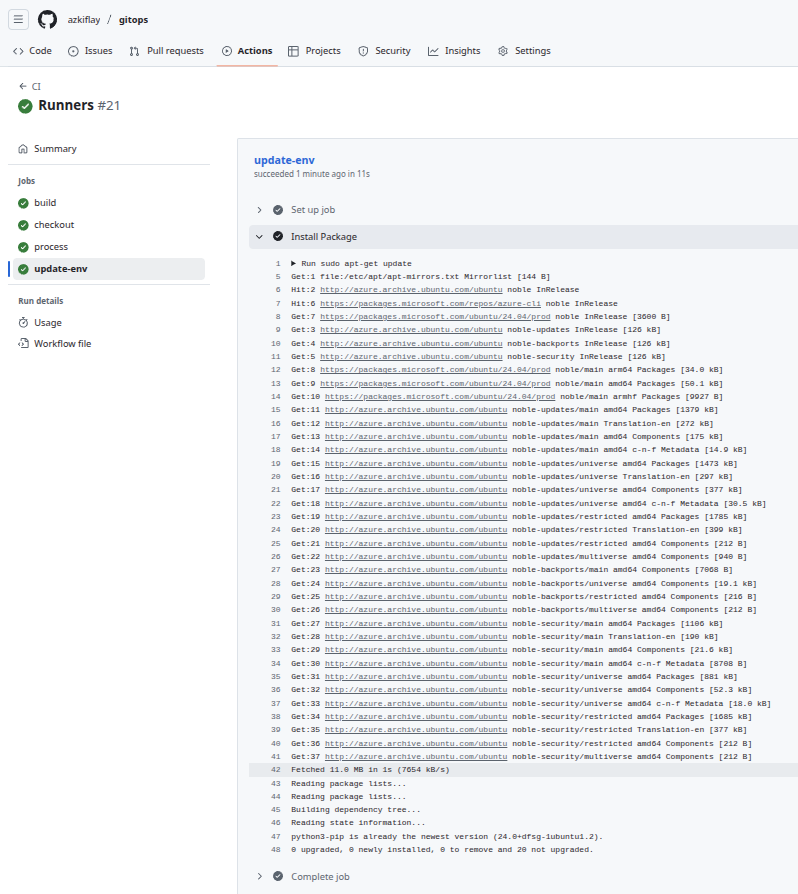 azkiflay / gitops
Code Issues Pull requests Actions Projects Security Insights Settings
← CI
Runners #21
Summary
Jobs
build
checkout
process
update-env
Run details
Usage
Workflow file
update-env
succeeded 1 minute ago in 11s
Set up job
Install Package
1 Run sudo apt-get update
5 Get:1 file:/etc/apt/apt-mirrors.txt Mirrorlist [144 B]
6 Hit:2 http://azure.archive.ubuntu.com/ubuntu noble InRelease
7 Hit:6 https://packages.microsoft.com/repos/azure-cli noble InRelease
8 Get:7 https://packages.microsoft.com/ubuntu/24.04/prod noble InRelease [3600 B]
9 Get:3 http://azure.archive.ubuntu.com/ubuntu noble-updates InRelease [126 kB]
10 Get:4 http://azure.archive.ubuntu.com/ubuntu noble-backports InRelease [126 kB]
11 Get:5 http://azure.archive.ubuntu.com/ubuntu noble-security InRelease [126 kB]
12 Get:8 https://packages.microsoft.com/ubuntu/24.04/prod noble/main arm64 Packages [34.0 kB]
13 Get:9 https://packages.microsoft.com/ubuntu/24.04/prod noble/main amd64 Packages [50.1 kB]
14 Get:10 https://packages.microsoft.com/ubuntu/24.04/prod noble/main armhf Packages [9927 B]
15 Get:11 http://azure.archive.ubuntu.com/ubuntu noble-updates/main amd64 Packages [1379 kB]
16 Get:12 http://azure.archive.ubuntu.com/ubuntu noble-updates/main Translation-en [272 kB]
17 Get:13 http://azure.archive.ubuntu.com/ubuntu noble-updates/main amd64 Components [175 kB]
18 Get:14 http://azure.archive.ubuntu.com/ubuntu noble-updates/main amd64 c-n-f Metadata [14.9 kB]
19 Get:15 http://azure.archive.ubuntu.com/ubuntu noble-updates/universe amd64 Packages [1473 kB]
20 Get:16 http://azure.archive.ubuntu.com/ubuntu noble-updates/universe Translation-en [297 kB]
21 Get:17 http://azure.archive.ubuntu.com/ubuntu noble-updates/universe amd64 Components [377 kB]
22 Get:18 http://azure.archive.ubuntu.com/ubuntu noble-updates/universe amd64 c-n-f Metadata [30.5 kB]
23 Get:19 http://azure.archive.ubuntu.com/ubuntu noble-updates/restricted amd64 Packages [1785 kB]
24 Get:20 http://azure.archive.ubuntu.com/ubuntu noble-updates/restricted Translation-en [399 kB]
25 Get:21 http://azure.archive.ubuntu.com/ubuntu noble-updates/restricted amd64 Components [212 B]
26 Get:22 http://azure.archive.ubuntu.com/ubuntu noble-updates/multiverse amd64 Components [940 B]
27 Get:23 http://azure.archive.ubuntu.com/ubuntu noble-backports/main amd64 Components [7068 B]
28 Get:24 http://azure.archive.ubuntu.com/ubuntu noble-backports/universe amd64 Components [19.1 kB]
29 Get:25 http://azure.archive.ubuntu.com/ubuntu noble-backports/restricted amd64 Components [216 B]
30 Get:26 http://azure.archive.ubuntu.com/ubuntu noble-backports/multiverse amd64 Components [212 B]
31 Get:27 http://azure.archive.ubuntu.com/ubuntu noble-security/main amd64 Packages [1106 kB]
32 Get:28 http://azure.archive.ubuntu.com/ubuntu noble-security/main Translation-en [190 kB]
33 Get:29 http://azure.archive.ubuntu.com/ubuntu noble-security/main amd64 Components [21.6 kB]
34 Get:30 http://azure.archive.ubuntu.com/ubuntu noble-security/main amd64 c-n-f Metadata [8708 B]
35 Get:31 http://azure.archive.ubuntu.com/ubuntu noble-security/universe amd64 Packages [881 kB]
36 Get:32 http://azure.archive.ubuntu.com/ubuntu noble-security/universe amd64 Components [52.3 kB]
37 Get:33 http://azure.archive.ubuntu.com/ubuntu noble-security/universe amd64 c-n-f Metadata [18.0 kB]
38 Get:34 http://azure.archive.ubuntu.com/ubuntu noble-security/restricted amd64 Packages [1685 kB]
39 Get:35 http://azure.archive.ubuntu.com/ubuntu noble-security/restricted Translation-en [377 kB]
40 Get:36 http://azure.archive.ubuntu.com/ubuntu noble-security/restricted amd64 Components [212 B]
41 Get:37 http://azure.archive.ubuntu.com/ubuntu noble-security/multiverse amd64 Components [212 B]
42 Fetched 11.0 MB in 1s (7654 kB/s)
43 Reading package lists...
44 Reading package lists...
45 Building dependency tree...
46 Reading state information...
47 python3-pip is already the newest version (24.0+dfsg-1ubuntu1.2).
48 0 upgraded, 0 newly installed, 0 to remove and 20 not upgraded.
Complete job